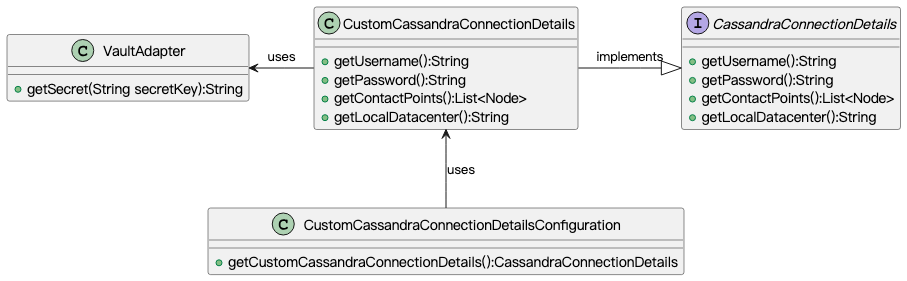 C VaultAdapter
+getSecret(String secretKey):String
uses
C CustomCassandraConnectionDetails
getUsername():String
getPassword():String
getContactPoints():List<Node>
getLocalDatacenter():String
implements
I CassandraConnectionDetails
getUsername():String
getPassword():String
getContactPoints():List<Node>
getLocalDatacenter():String
uses
C CustomCassandraConnectionDetailsConfiguration
getCustomCassandraConnectionDetails():CassandraConnectionDetails